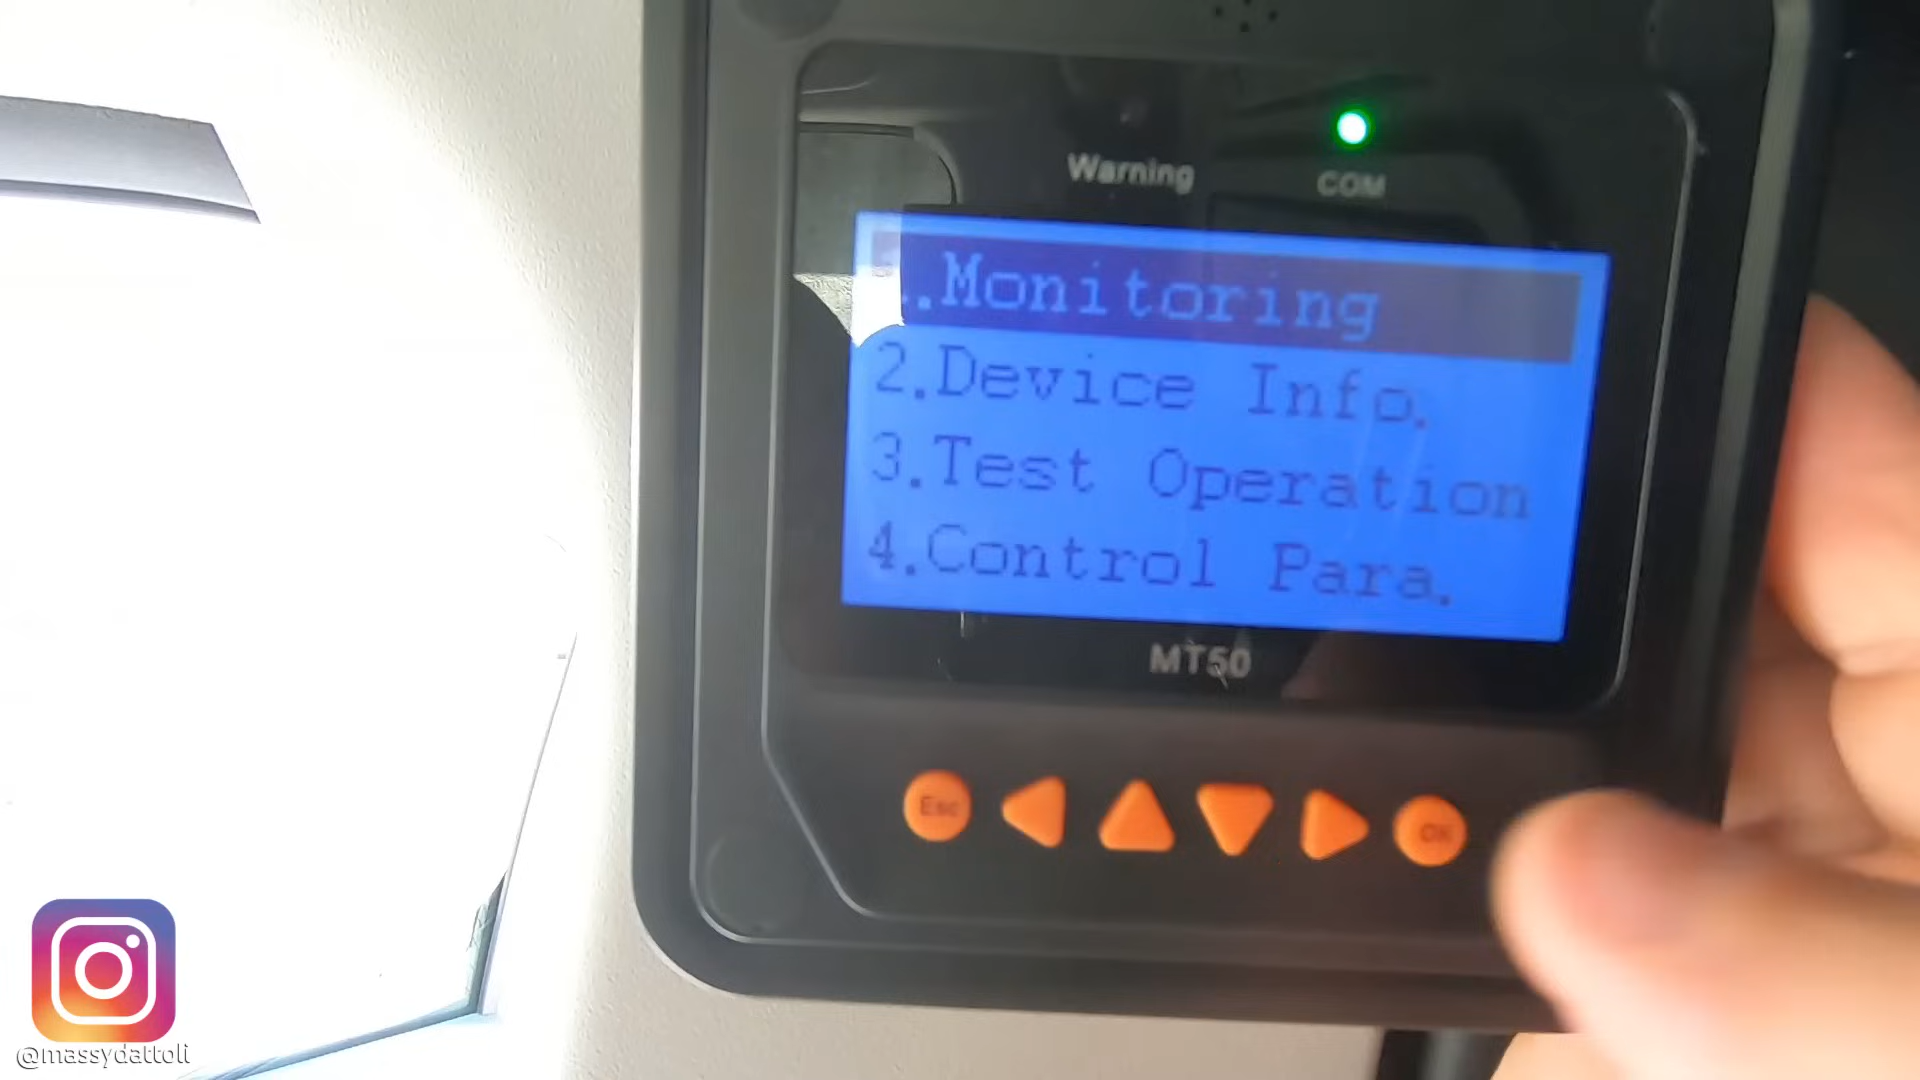 Warning
COM
.Monitoring
2.Device Info.
3.Test Operation
4.Control Para.
MT50
Esc
OK
@massydattoli